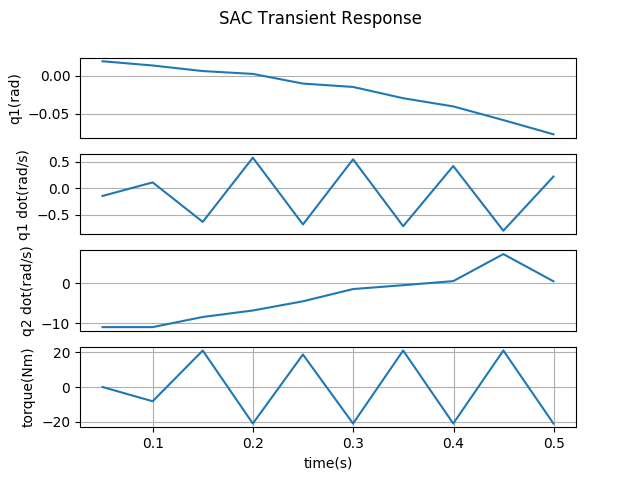 SAC Transient Response
q1(rad)
0.00
−0.05
q1 dot(rad/s)
0.5
0.0
−0.5
q2 dot(rad/s)
0
−10
torque(Nm)
20
0
−20
0.1 0.2 0.3 0.4 0.5
time(s)